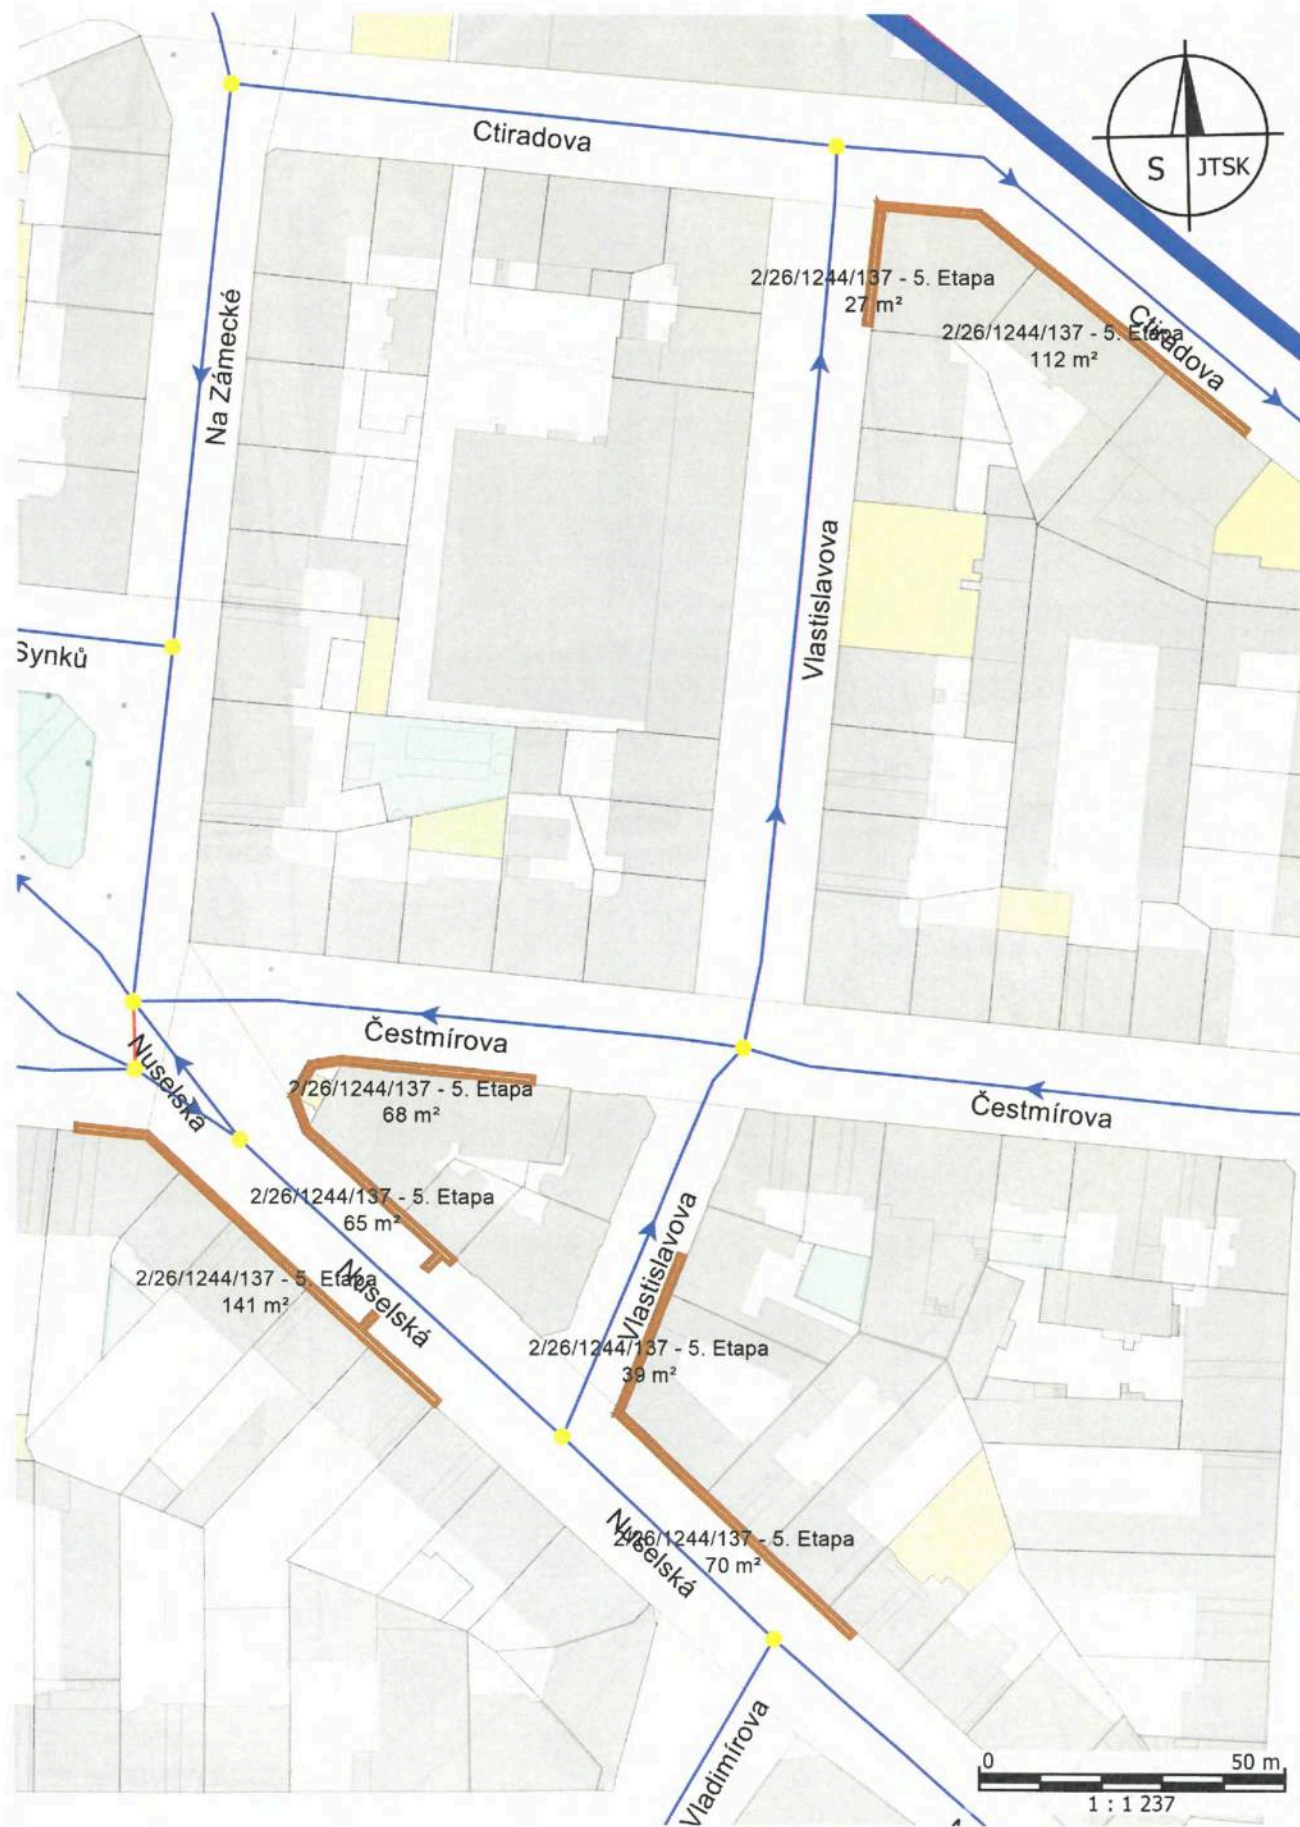 Ctiradova
S JTSK
2/26/1244/137 - 5. Etapa
27 m²
Na Zámecké
2/26/1244/137 - 5. Etapa
112 m²
Ctiradova
Vlastislavova
Synků
Čestmírova
Nuselská
2/26/1244/137 - 5. Etapa
68 m²
Čestmírova
2/26/1244/137 - 5. Etapa
65 m²
Vlastislavova
2/26/1244/137 - 5. Etapa
141 m²
Nuselská
2/26/1244/137 - 5. Etapa
39 m²
2/26/1244/137 - 5. Etapa
70 m²
Nuselská
Vladimírova
0 50 m
1 : 1 237